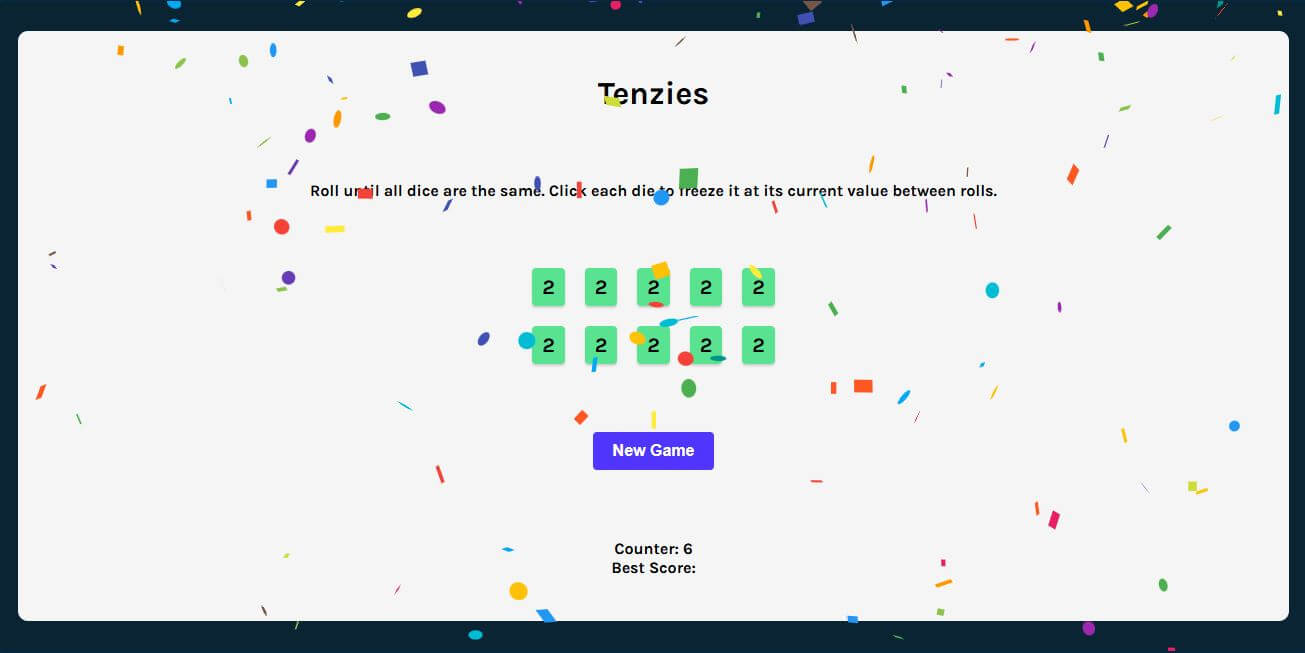 Tenzies
Roll until all dice are the same. Click each die to freeze it at its current value between rolls.
2 2 2 2 2
2 2 2 2 2
New Game
Counter: 6
Best Score: